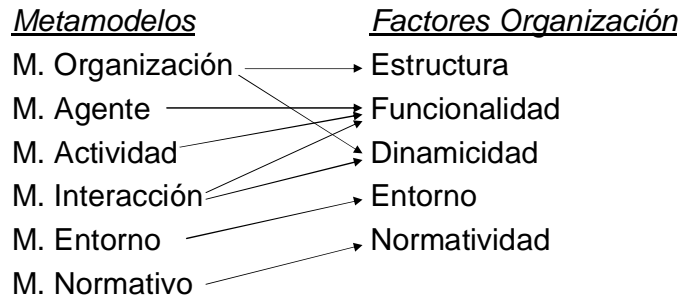 Metamodelos Factores Organización
M. Organización Estructura
M. Agente Funcionalidad
M. Actividad Dinamicidad
M. Interacción Entorno
M. Entorno Normatividad
M. Normativo